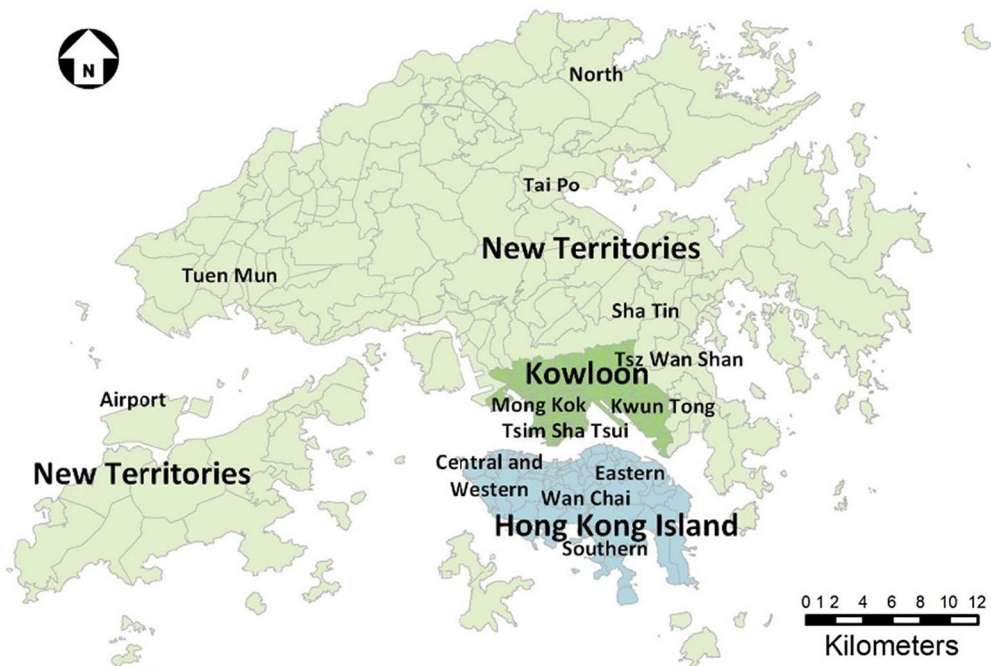 N
North
Tai Po
New Territories
Tuen Mun
Sha Tin
Tsz Wan Shan
Kowloon
Airport
Mong Kok
Kwun Tong
Tsim Sha Tsui
New Territories
Central and
Western
Eastern
Wan Chai
Hong Kong Island
Southern
0 1 2 4 6 8 10 12
Kilometers